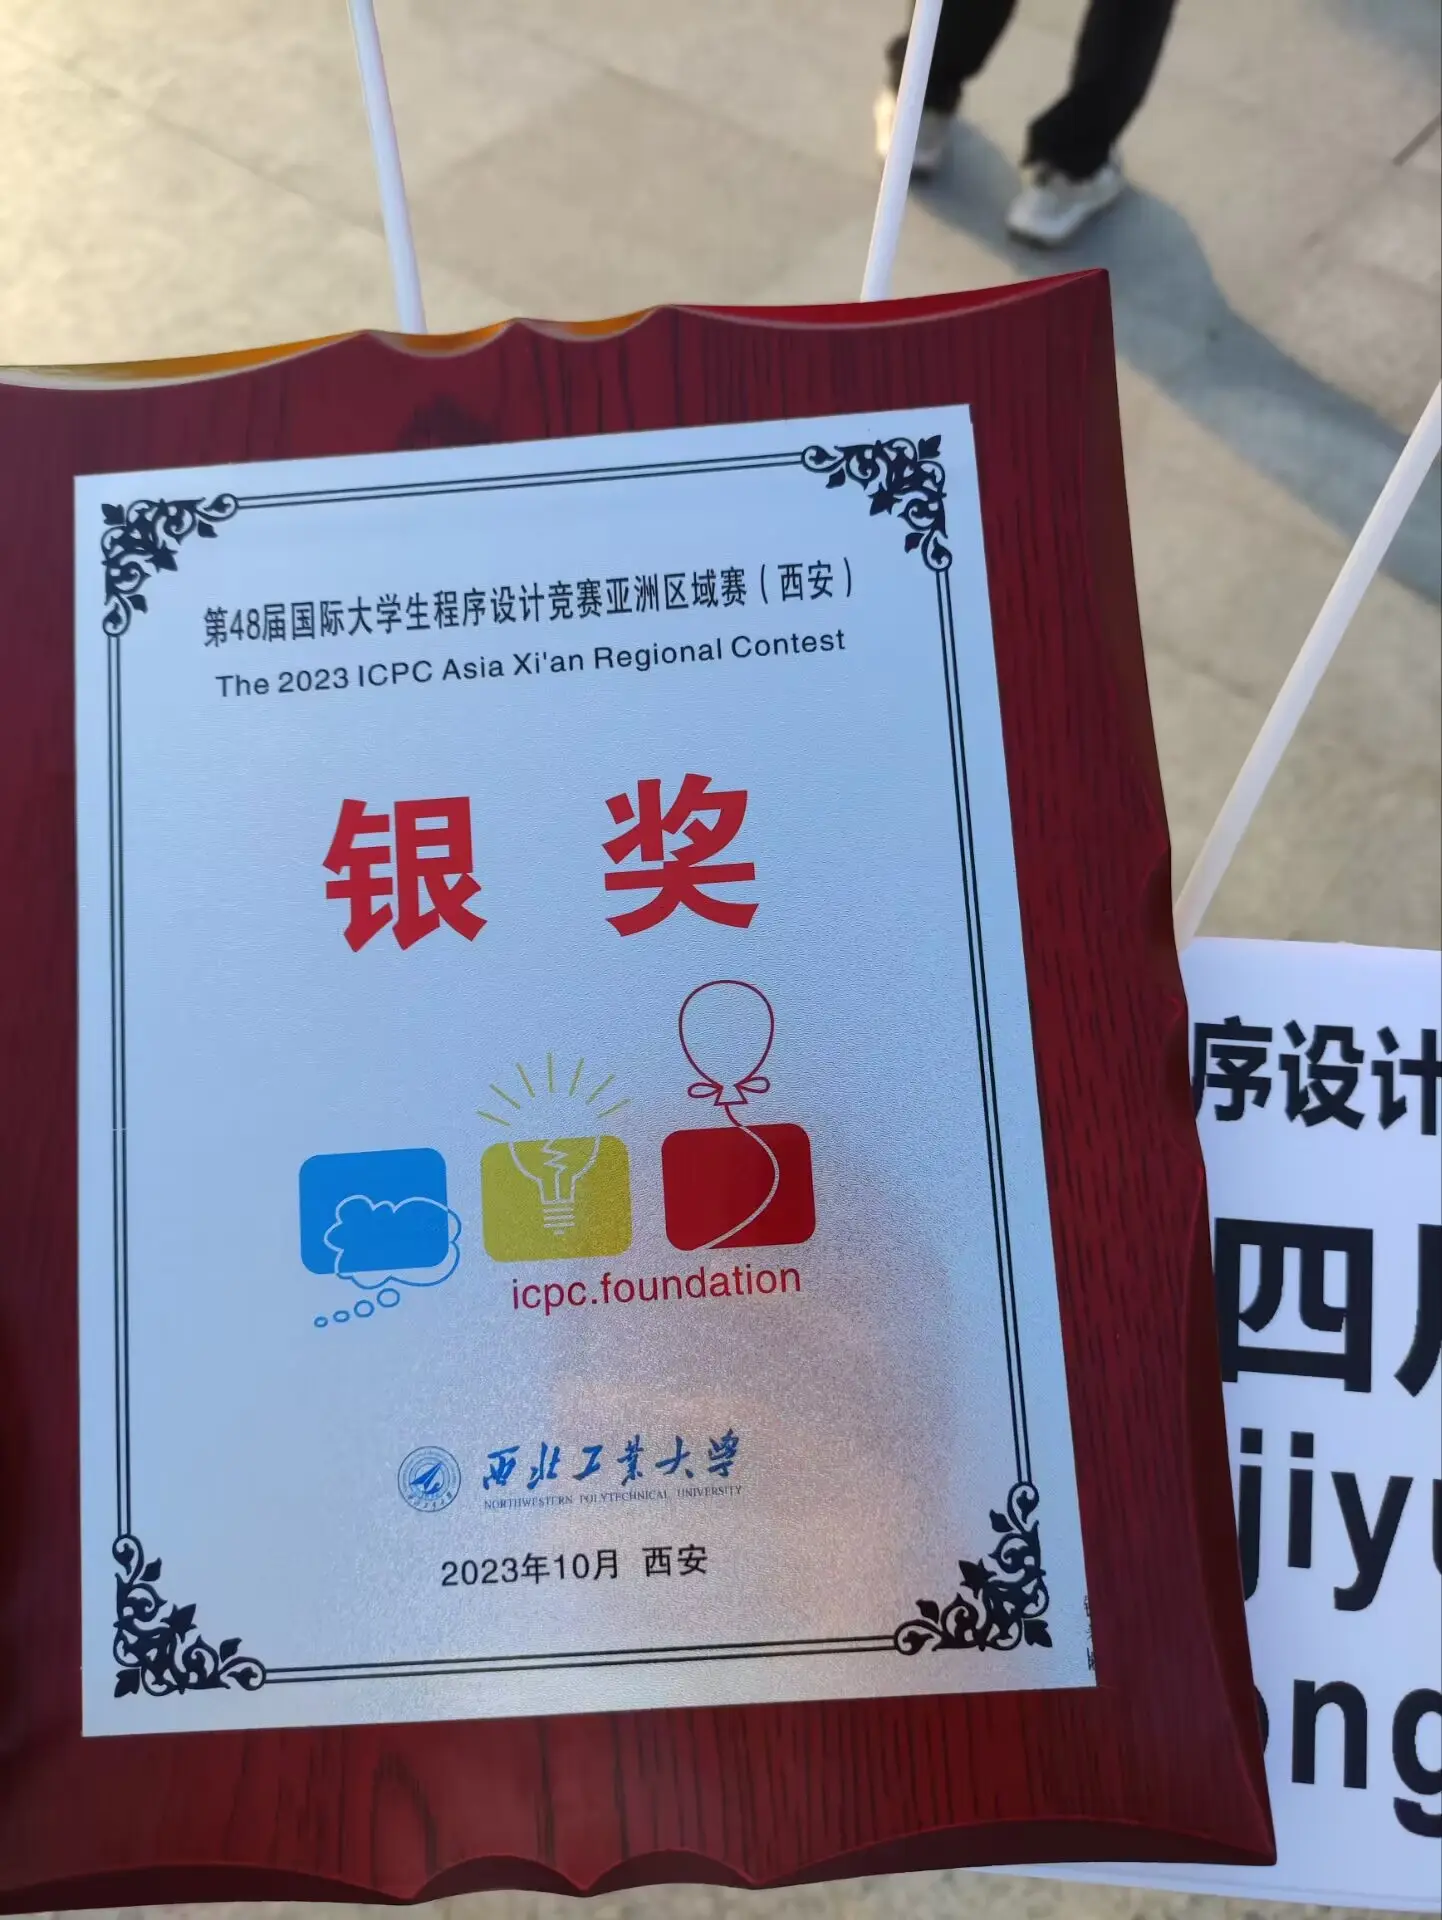 第48届国际大学生程序设计竞赛亚洲区域赛（西安）
The 2023 ICPC Asia Xi'an Regional Contest
银 奖
icpc.foundation
西北工业大学
NORTHWESTERN POLYTECHNICAL UNIVERSITY
2023年10月 西安
序设计
四
jiy
ng